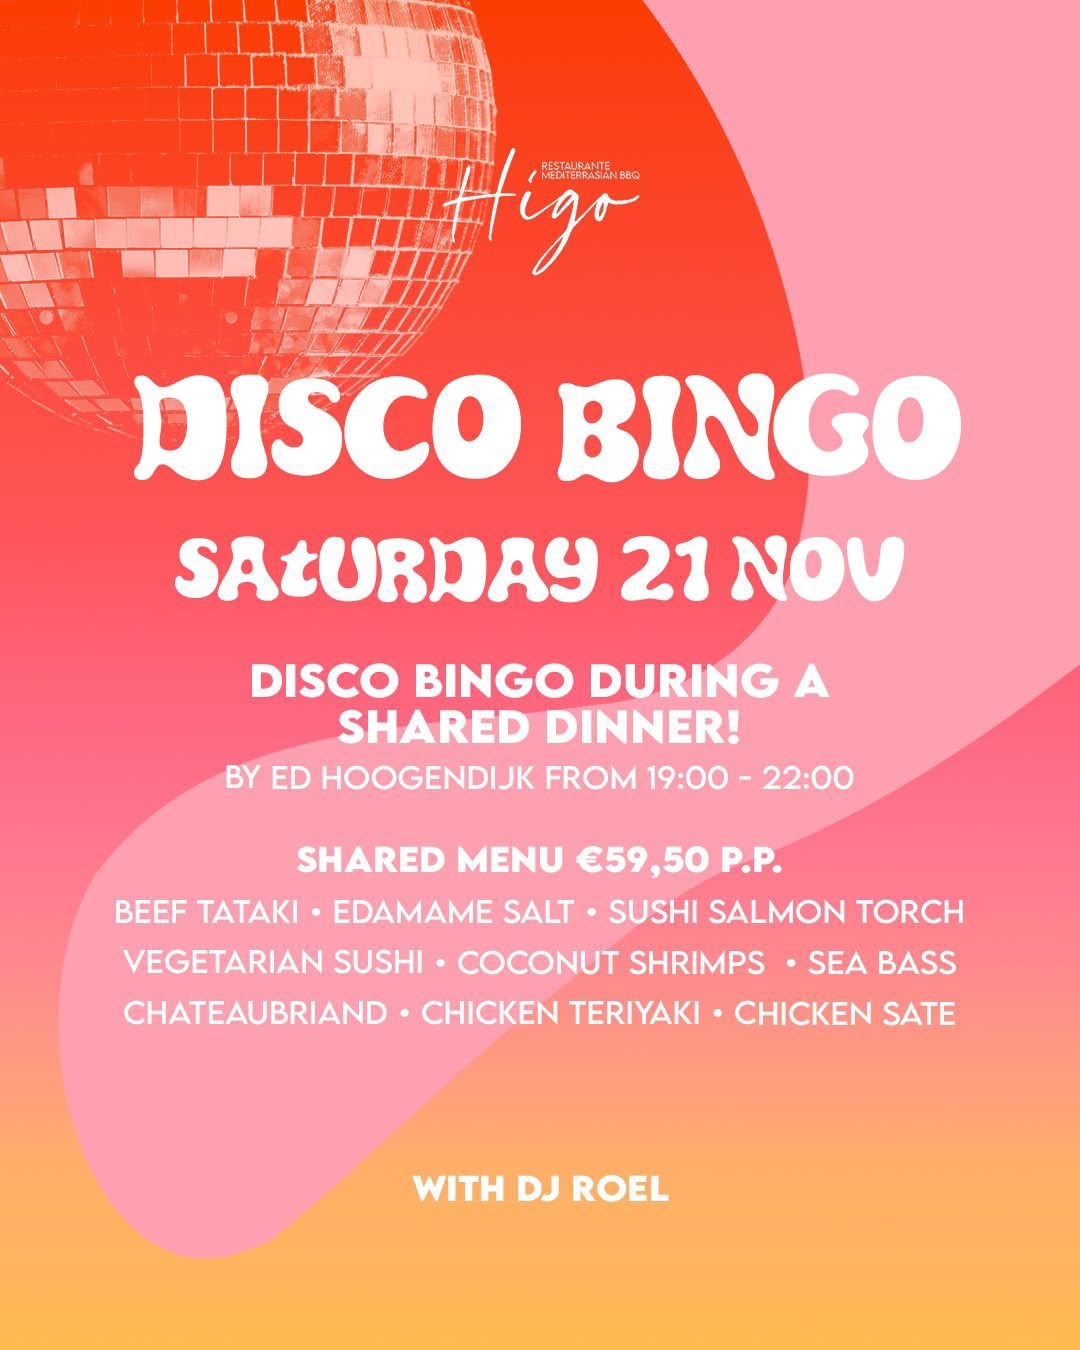 Higo
RESTAURANTE
MEDITERRASIAN BBQ
DISCO BINGO
SAtURDAY 21 NOV
DISCO BINGO DURING A
SHARED DINNER!
BY ED HOOGENDIJK FROM 19:00 - 22:00
SHARED MENU €59,50 P.P.
BEEF TATAKI • EDAMAME SALT • SUSHI SALMON TORCH
VEGETARIAN SUSHI • COCONUT SHRIMPS • SEA BASS
CHATEAUBRIAND • CHICKEN TERIYAKI • CHICKEN SATE
WITH DJ ROEL